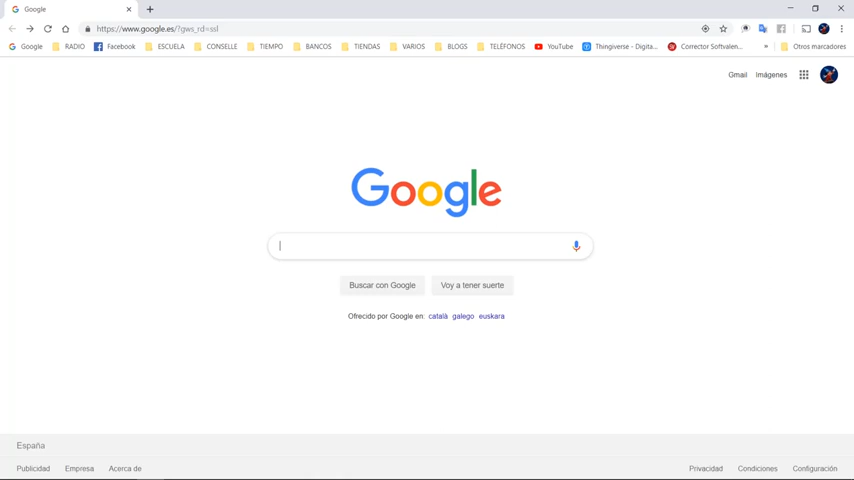 Google
https://www.google.es/?gws_rd=ssl
Google RADIO Facebook ESCUELA CONSELLE TIEMPO BANCOS TIENDAS VARIOS BLOGS TELÉFONOS YouTube Thingiverse - Digita... Corrector Softvalen... » Otros marcadores
Gmail Imágenes
Google
Buscar con Google Voy a tener suerte
Ofrecido por Google en: català galego euskara
España
Publicidad Empresa Acerca de Privacidad Condiciones Configuración